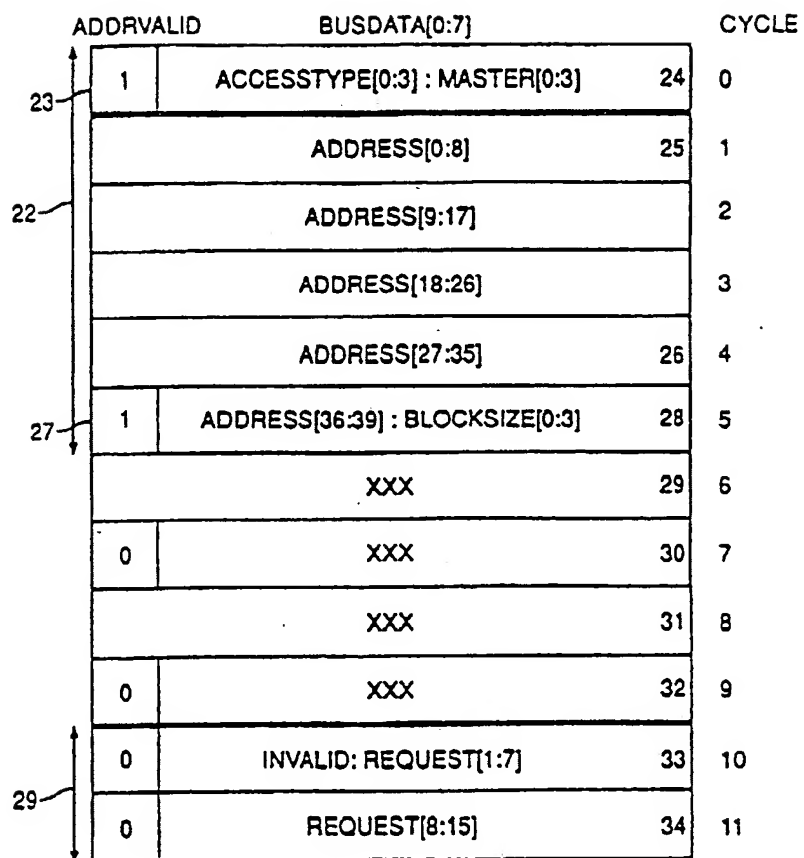 ADDRVALID BUSDATA[0:7] CYCLE
1 ACCESSTYPE[0:3] : MASTER[0:3] 24 0
23
ADDRESS[0:8] 25 1
22 ADDRESS[9:17] 2
ADDRESS[18:26] 3
ADDRESS[27:35] 26 4
27 1 ADDRESS[36:39] : BLOCKSIZE[0:3] 28 5
XXX 29 6
0 XXX 30 7
XXX 31 8
0 XXX 32 9
0 INVALID: REQUEST[1:7] 33 10
29
0 REQUEST[8:15] 34 11